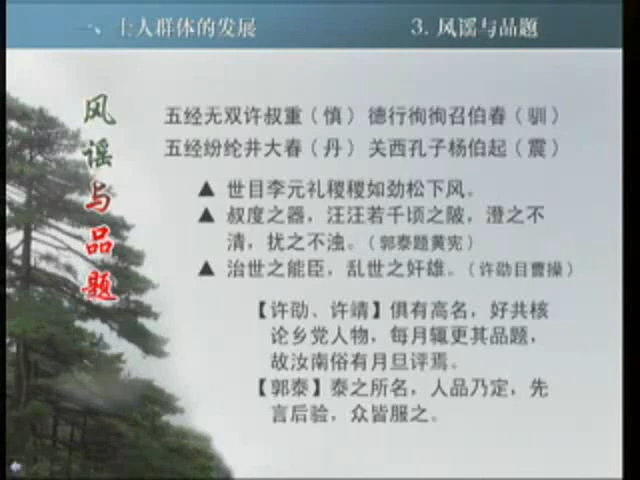 一、士人群体的发展
3. 风谣与品题
风谣与品题
五经无双许叔重（慎） 德行恂恂召伯春（驯）
五经纷纶井大春（丹） 关西孔子杨伯起（震）
▲ 世目李元礼稷稷如劲松下风。
▲ 叔度之器，汪汪若千顷之陂，澄之不
清，扰之不浊。（郭泰题黄宪）
▲ 治世之能臣，乱世之奸雄。（许劭目曹操）
【许劭、许靖】俱有高名，好共核
论乡党人物，每月辄更其品题，
故汝南俗有月旦评焉。
【郭泰】泰之所名，人品乃定，先
言后验，众皆服之。